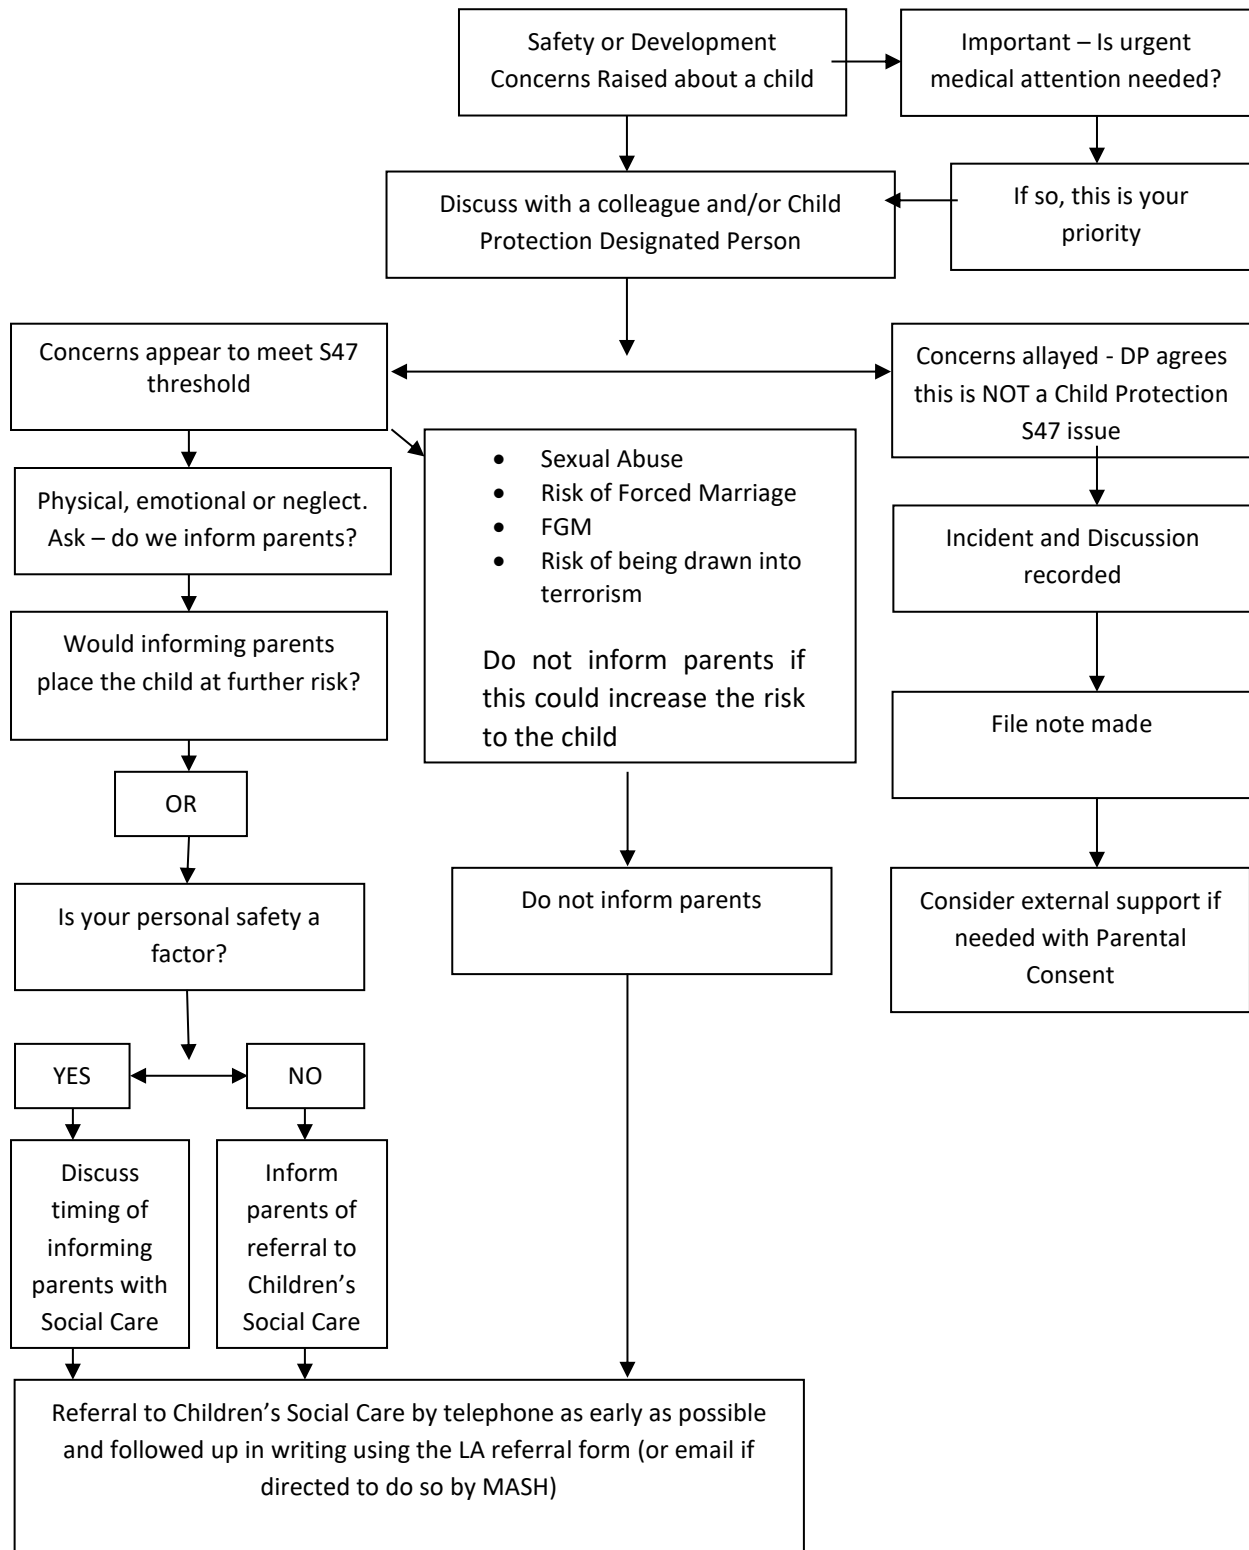 Safety or Development
Concerns Raised about a child
Important – Is urgent
medical attention needed?
Discuss with a colleague and/or Child
Protection Designated Person
If so, this is your
priority
Concerns appear to meet S47
threshold
Concerns allayed - DP agrees
this is NOT a Child Protection
S47 issue
Physical, emotional or neglect.
Ask – do we inform parents?
• Sexual Abuse
• Risk of Forced Marriage
• FGM
• Risk of being drawn into
terrorism
Do not inform parents if
this could increase the risk
to the child
Incident and Discussion
recorded
Would informing parents
place the child at further risk?
File note made
OR
Is your personal safety a
factor?
Do not inform parents
Consider external support if
needed with Parental
Consent
YES
NO
Discuss
timing of
informing
parents with
Social Care
Inform
parents of
referral to
Children’s
Social Care
Referral to Children’s Social Care by telephone as early as possible
and followed up in writing using the LA referral form (or email if
directed to do so by MASH)